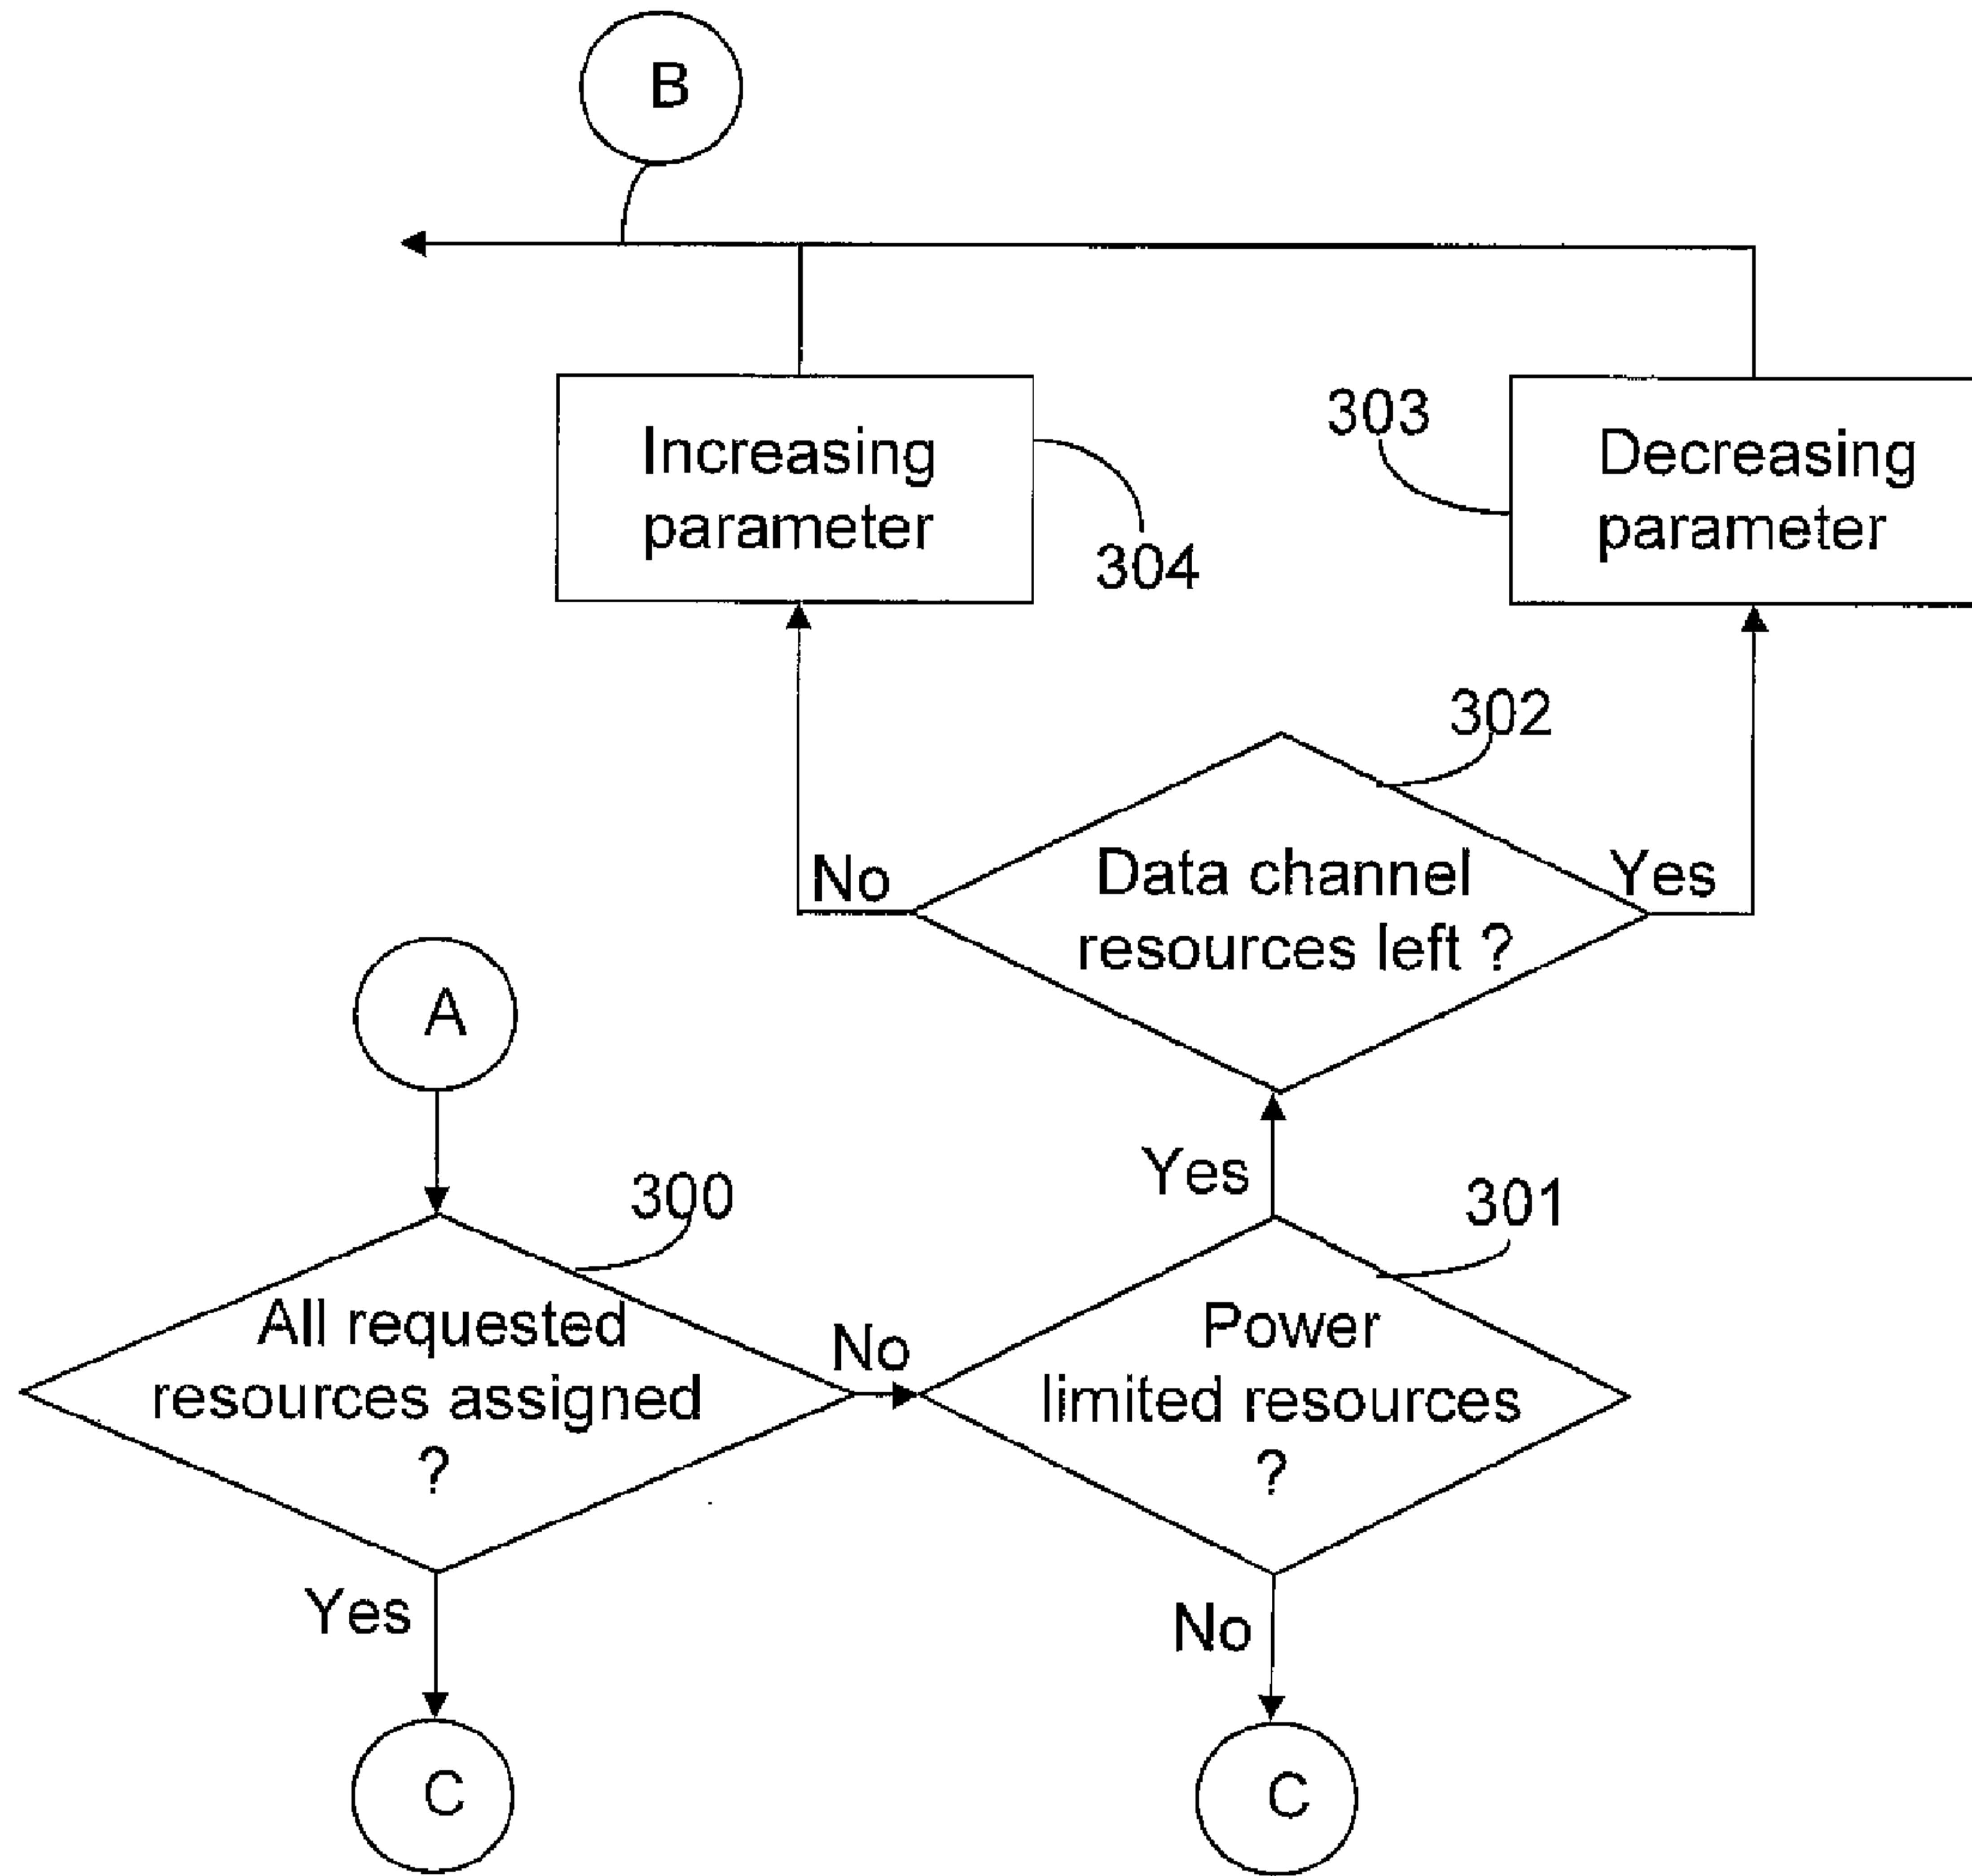 B
Increasing
parameter
304
303
Decreasing
parameter
302
No
Data channel
resources left ?
Yes
A
Yes
300
301
All requested
resources assigned
?
No
Power
limited resources
?
Yes
No
C
C